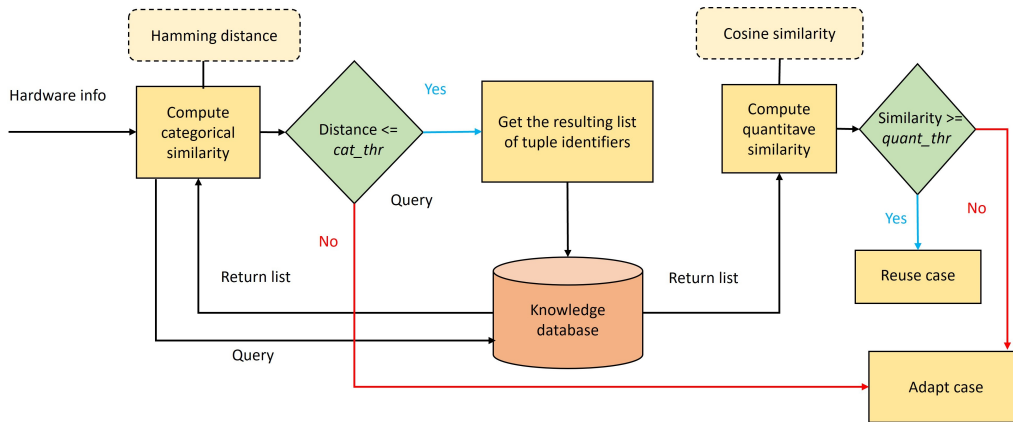 Hamming distance
Cosine similarity
Hardware info
Compute
categorical
similarity
Distance <=
cat_thr
Yes
Get the resulting list
of tuple identifiers
Compute
quantitave
similarity
Similarity >=
quant_thr
Query
No
Yes
No
Return list
Knowledge
database
Return list
Reuse case
Query
Adapt case